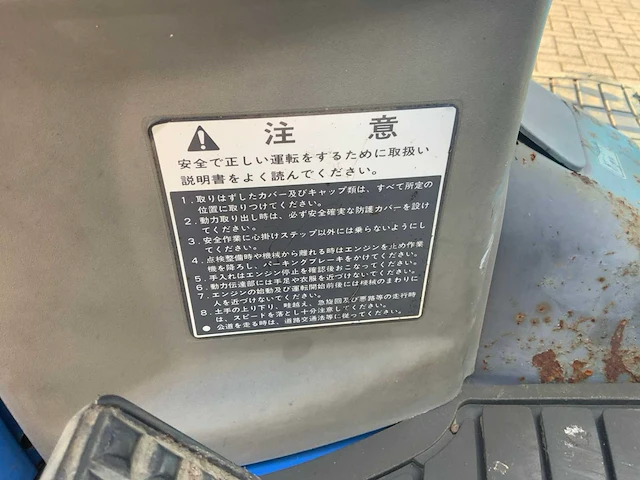 注 意
安全で正しい運転をするために取扱い
説明書をよく読んでください。
1．取りはずしたカバー及びキャップ類は、すべて所定の
位置に取りつけてください。
2．動力取り出し時は、必ず安全確実な防護カバーを設け
てください。
3．安全作業に心掛けステップ以外には乗らないようにし
てください。
4．点検整備時や機械から離れる時はエンジンを止め作業
機を降ろし、パーキングブレーキをかけてください。
5．手入れはエンジン停止を確認後おこなってください。
6．動力伝達部には手足や衣服を近づけないでください。
7．エンジンの始動及び運転開始前後には機械のまわりに
人を近づけないでください。
8．土手の上り下り、畦越え、急旋回及び悪路等の走行時
は、スピードを落とし十分注意してください。
●公道を走る時は、道路交通法等に従ってください。